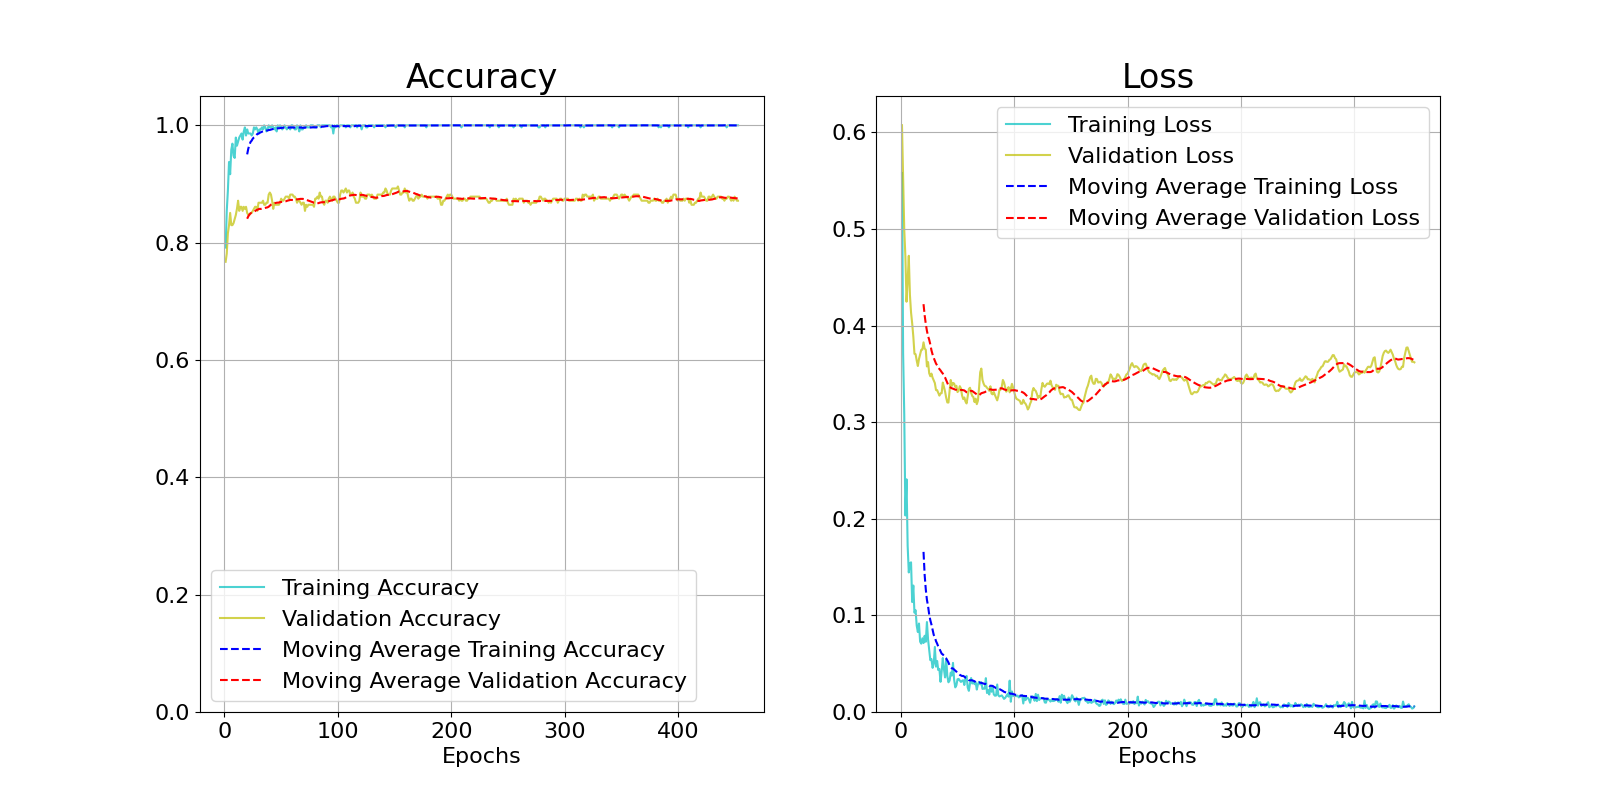 Accuracy
1.0
0.8
0.6
0.4
0.2
0.0
Training Accuracy
Validation Accuracy
Moving Average Training Accuracy
Moving Average Validation Accuracy
0 100 200 300 400
Epochs
Loss
0.6
0.5
0.4
0.3
0.2
0.1
0.0
Training Loss
Validation Loss
Moving Average Training Loss
Moving Average Validation Loss
0 100 200 300 400
Epochs